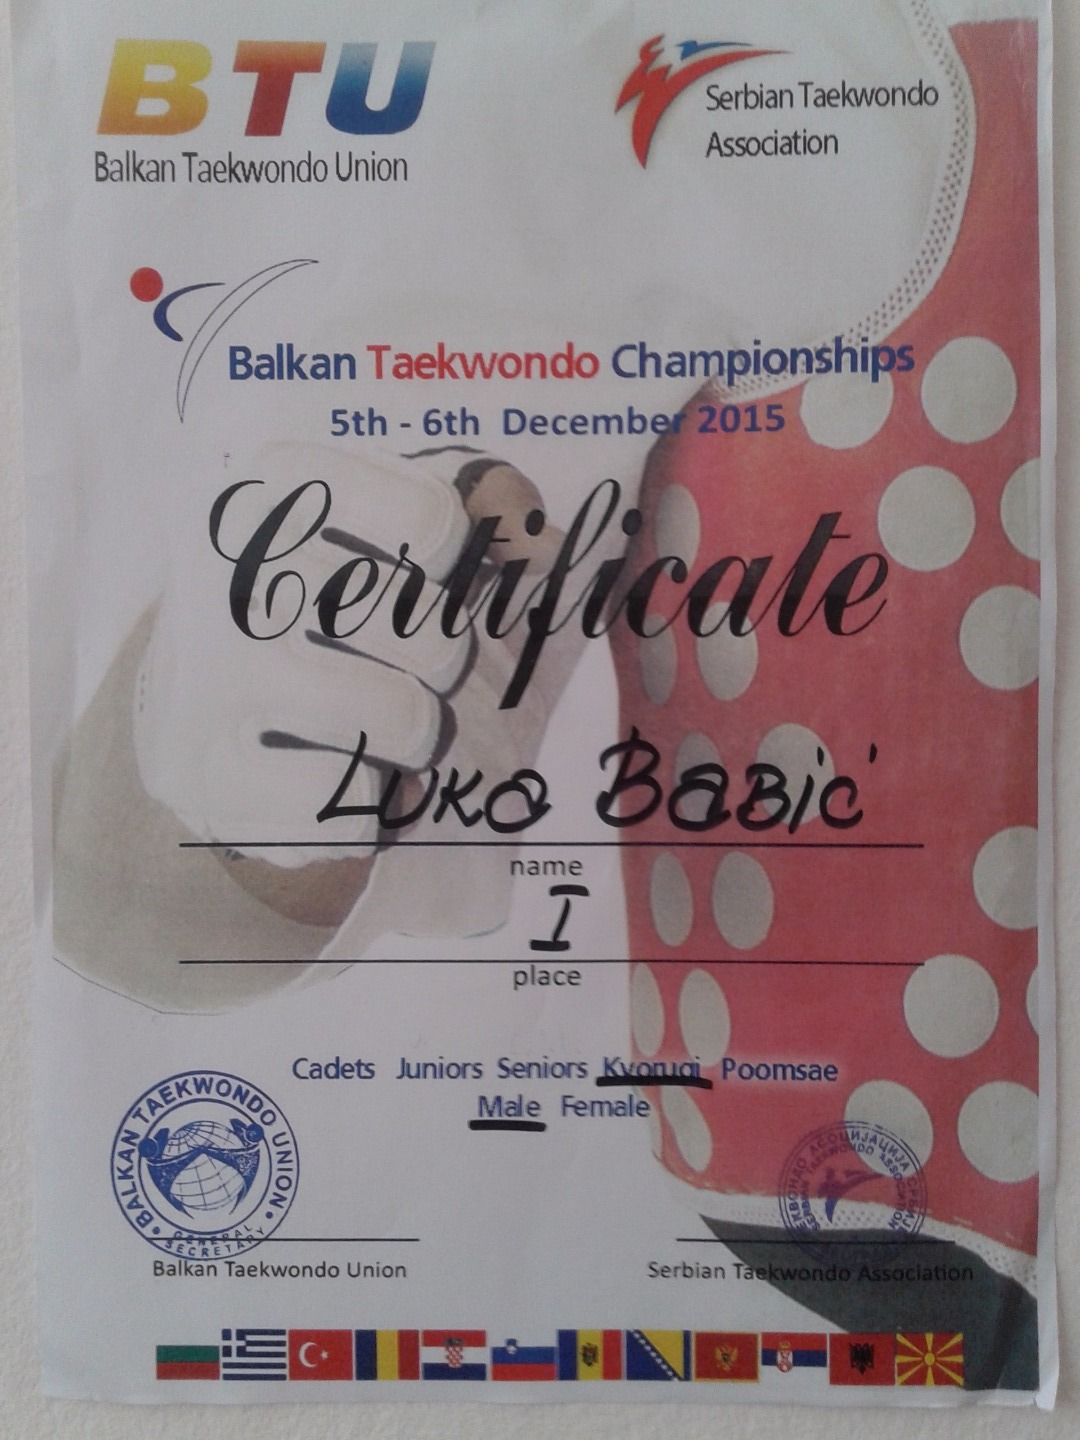 BTU
Balkan Taekwondo Union
Serbian Taekwondo
Association
Balkan Taekwondo Championships
5th - 6th December 2015
Certificate
Luka Babić
name
I
place
Cadets Juniors Seniors Kyorugi Poomsae
Male Female
BALKAN TAEKWONDO UNION
GENERAL
SECRETARY
Balkan Taekwondo Union
Serbian Taekwondo Association